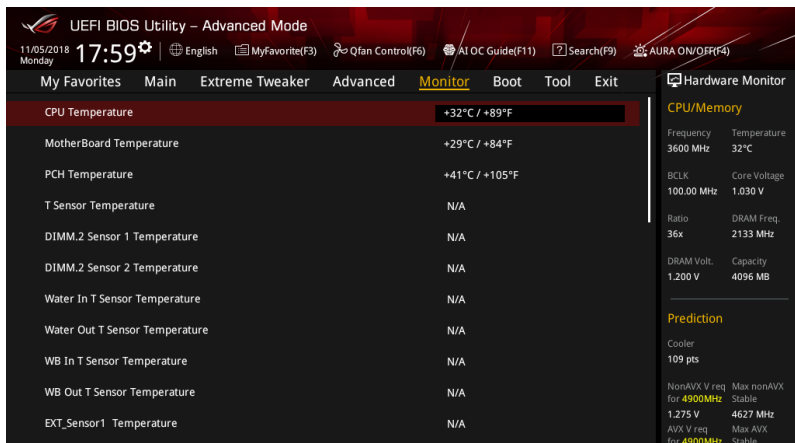 UEFI BIOS Utility – Advanced Mode
11/05/2018 Monday 17:59 English MyFavorite(F3) Qfan Control(F6) AI OC Guide(F11) ? Search(F9) AURA ON/OFF(F4)
My Favorites Main Extreme Tweaker Advanced Monitor Boot Tool Exit
CPU Temperature +32°C / +89°F
MotherBoard Temperature +29°C / +84°F
PCH Temperature +41°C / +105°F
T Sensor Temperature N/A
DIMM.2 Sensor 1 Temperature N/A
DIMM.2 Sensor 2 Temperature N/A
Water In T Sensor Temperature N/A
Water Out T Sensor Temperature N/A
WB In T Sensor Temperature N/A
WB Out T Sensor Temperature N/A
EXT_Sensor1 Temperature N/A
Hardware Monitor
CPU/Memory
Frequency Temperature
3600 MHz 32°C
BCLK Core Voltage
100.00 MHz 1.030 V
Ratio DRAM Freq.
36x 2133 MHz
DRAM Volt. Capacity
1.200 V 4096 MB
Prediction
Cooler
109 pts
NonAVX V req Max nonAVX
for 4900MHz Stable
1.275 V 4627 MHz
AVX V req Max AVX
for 4900MHz Stable